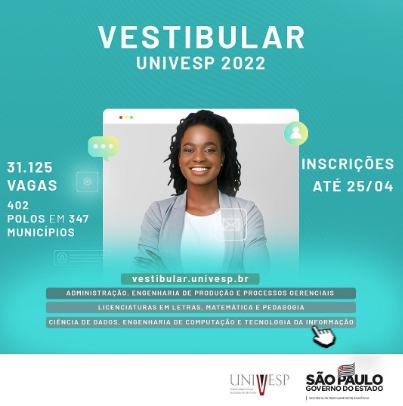 VESTIBULAR
UNIVESP 2022
31.125
VAGAS
402
POLOS EM 347
MUNICÍPIOS
INSCRIÇÕES
ATÉ 25/04
vestibular.univesp.br
ADMINISTRAÇÃO, ENGENHARIA DE PRODUÇÃO E PROCESSOS GERENCIAIS
LICENCIATURAS EM LETRAS, MATEMÁTICA E PEDAGOGIA
CIÊNCIA DE DADOS, ENGENHARIA DE COMPUTAÇÃO E TECNOLOGIA DA INFORMAÇÃO
UNIVESP
SÃO PAULO
GOVERNO DO ESTADO